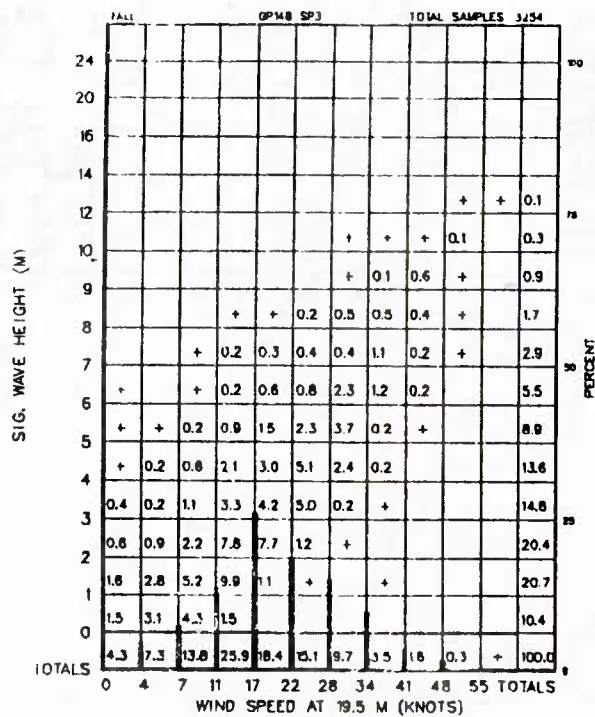 FALL GP148 SP3 TOTAL SAMPLES 3254
24 100
20
18
16
14
12 + + 0.1
75
10 + + + 0.1 0.3
9 + 0.1 0.6 + 0.9
8 + + 0.2 0.5 0.5 0.4 + 1.7
7 + 0.2 0.3 0.4 0.4 1.1 0.2 + 2.9
50
6 + + 0.2 0.6 0.8 2.3 1.2 0.2 5.5
5 + + 0.2 0.9 1.5 2.3 3.7 0.2 + 8.9
4 + 0.2 0.8 2.1 3.0 5.1 2.4 0.2 13.6
3 0.4 0.2 1.1 3.3 4.2 5.0 0.2 + 14.8
25
2 0.8 0.9 2.2 7.8 7.7 1.2 + 20.4
1 1.6 2.8 5.2 9.9 1.1 + + 20.7
0 1.5 3.1 4.3 1.5 10.4
TOTALS 4.3 7.3 13.8 25.9 18.4 15.1 9.7 3.5 1.8 0.3 + 100.0 0
0 4 7 11 17 22 28 34 41 48 55 TOTALS
WIND SPEED AT 19.5 M (KNOTS)
SIG. WAVE HEIGHT (M)
PERCENT